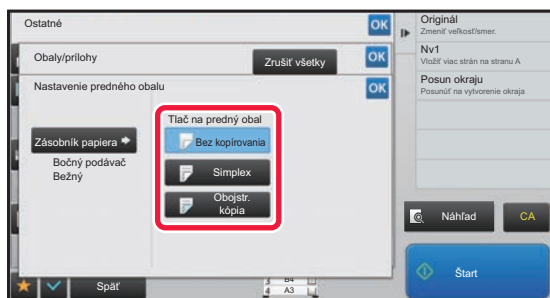 Ostatné
OK
Obaly/prílohy
Zrušiť všetky
OK
Nastavenie predného obalu
OK
Tlač na predný obal
Zásobník papiera
Bočný podávač
Bežný
Bez kopírovania
Simplex
Obojstr.
kópia
Späť
3 B4
4 A3
Originál
Zmeniť veľkosť/smer.
Nv1
Vložiť viac strán na stranu A
Posun okraju
Posunúť na vytvorenie okraja
Náhľad
CA
Štart